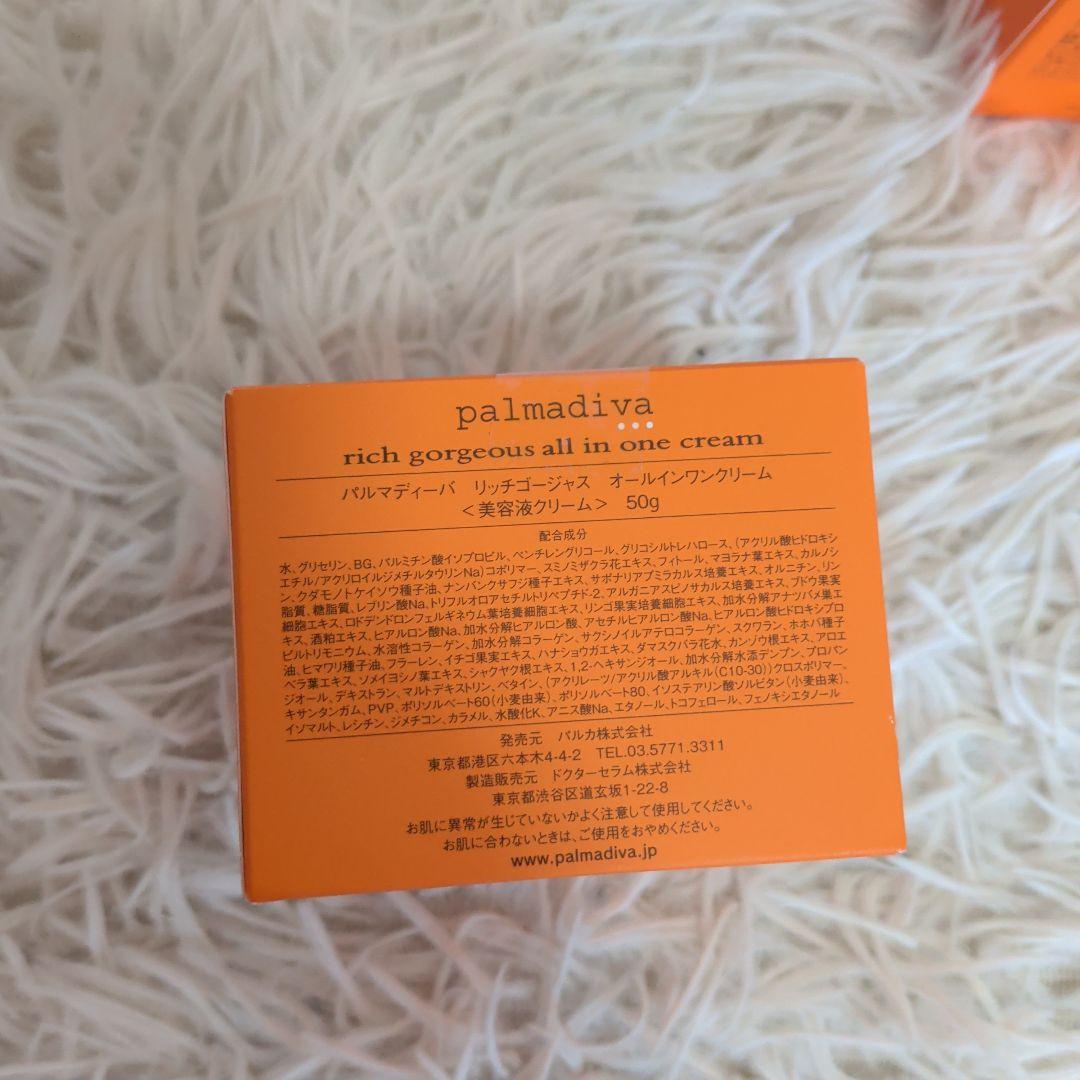 palmadiva
rich gorgeous all in one cream
パルマディーバ　リッチゴージャス　オールインワンクリーム
＜美容液クリーム＞　50g
配合成分
水、グリセリン、BG、パルミチン酸イソプロピル、ペンチレングリコール、グリコシルトレハロース、（アクリル酸ヒドロキシ
エチル/アクリロイルジメチルタウリンNa）コポリマー、スミノミザクラ花エキス、フィトール、マヨラナ葉エキス、カルノシ
ン、クダモノトケイソウ種子油、ナンバンクサフジ種子エキス、サポナリアプミラカルス培養エキス、オルニチン、リン
脂質、糖脂質、レブリン酸Na、トリフルオロアセチルトリペプチド-2、アルガニアスピノサカルス培養エキス、ブドウ果実
細胞エキス、ロドデンドロンフェルギネウム葉培養細胞エキス、リンゴ果実培養細胞エキス、加水分解アナツバメ巣エ
キス、酒粕エキス、ヒアルロン酸Na、加水分解ヒアルロン酸、アセチルヒアルロン酸Na、ヒアルロン酸ヒドロキシプロ
ピルトリモニウム、水溶性コラーゲン、加水分解コラーゲン、サクシノイルアテロコラーゲン、スクワラン、ホホバ種子
油、ヒマワリ種子油、フラーレン、イチゴ果実エキス、ハナショウガエキス、ダマスクバラ花水、カンゾウ根エキス、アロエ
ベラ葉エキス、ソメイヨシノ葉エキス、シャクヤク根エキス、1,2-ヘキサンジオール、加水分解水添デンプン、プロパン
ジオール、デキストラン、マルトデキストリン、ベタイン、（アクリレーツ/アクリル酸アルキル（C10-30））クロスポリマー、
キサンタンガム、PVP、ポリソルベート60（小麦由来）、ポリソルベート80、イソステアリン酸ソルビタン（小麦由来）、
イソマルト、レシチン、ジメチコン、カラメル、水酸化K、アニス酸Na、エタノール、トコフェロール、フェノキシエタノール
発売元　パルカ株式会社
東京都港区六本木4-4-2　TEL.03.5771.3311
製造販売元　ドクターセラム株式会社
東京都渋谷区道玄坂1-22-8
お肌に異常が生じていないかよく注意して使用してください。
お肌に合わないときは、ご使用をおやめください。
www.palmadiva.jp